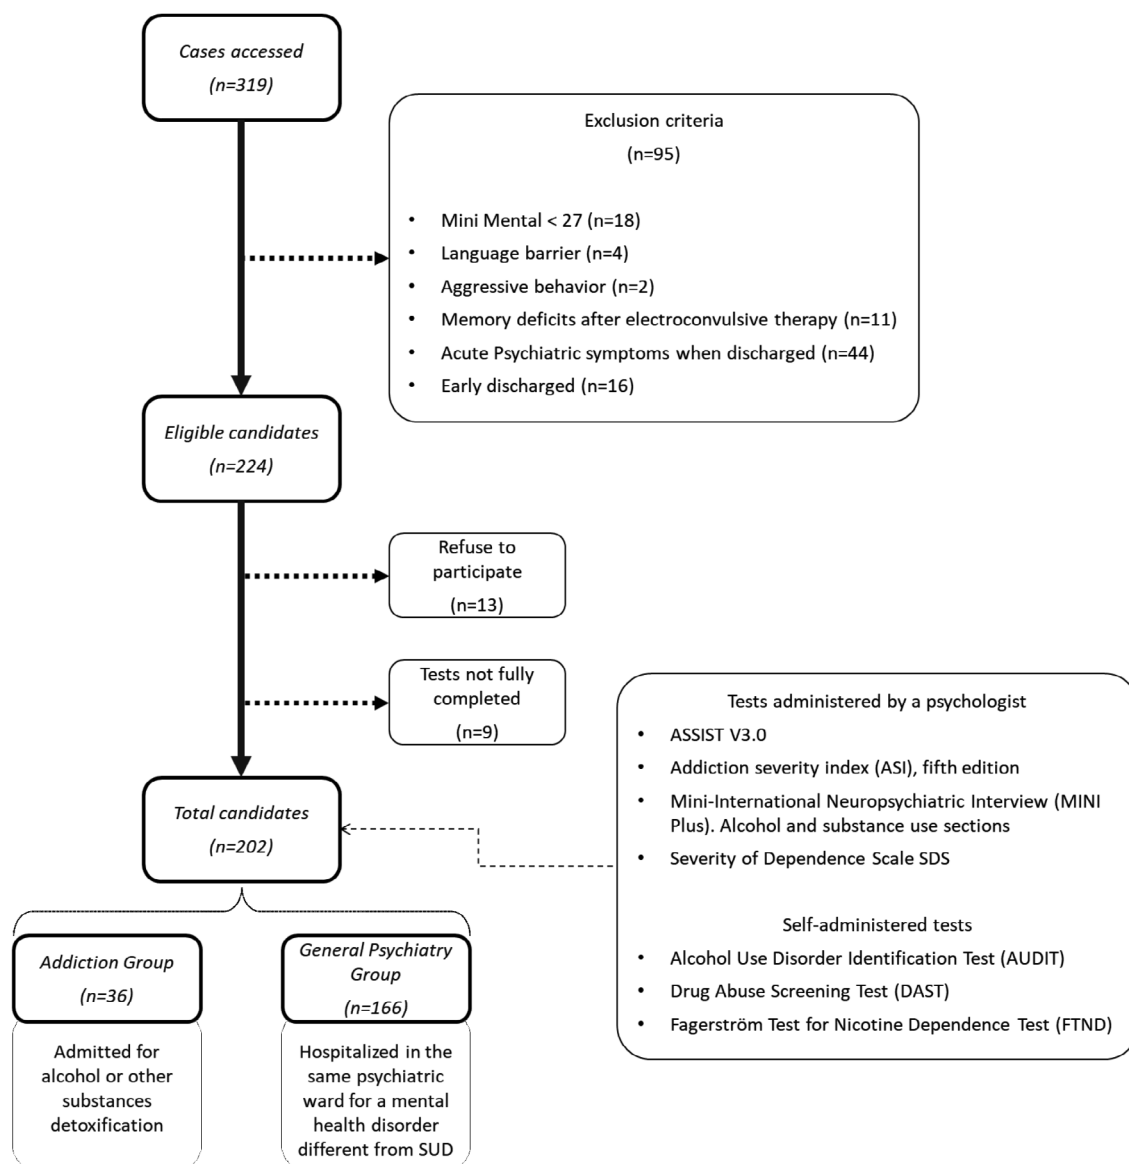 Cases accessed
(n=319)
Exclusion criteria
(n=95)
• Mini Mental < 27 (n=18)
• Language barrier (n=4)
• Aggressive behavior (n=2)
• Memory deficits after electroconvulsive therapy (n=11)
• Acute Psychiatric symptoms when discharged (n=44)
• Early discharged (n=16)
Eligible candidates
(n=224)
Refuse to
participate
(n=13)
Tests not fully
completed
(n=9)
Tests administered by a psychologist
• ASSIST V3.0
• Addiction severity index (ASI), fifth edition
• Mini-International Neuropsychiatric Interview (MINI
Plus). Alcohol and substance use sections
• Severity of Dependence Scale SDS
Self-administered tests
• Alcohol Use Disorder Identification Test (AUDIT)
• Drug Abuse Screening Test (DAST)
• Fagerström Test for Nicotine Dependence Test (FTND)
Total candidates
(n=202)
Addiction Group
(n=36)
Admitted for
alcohol or other
substances
detoxification
General Psychiatry
Group
(n=166)
Hospitalized in the
same psychiatric
ward for a mental
health disorder
different from SUD